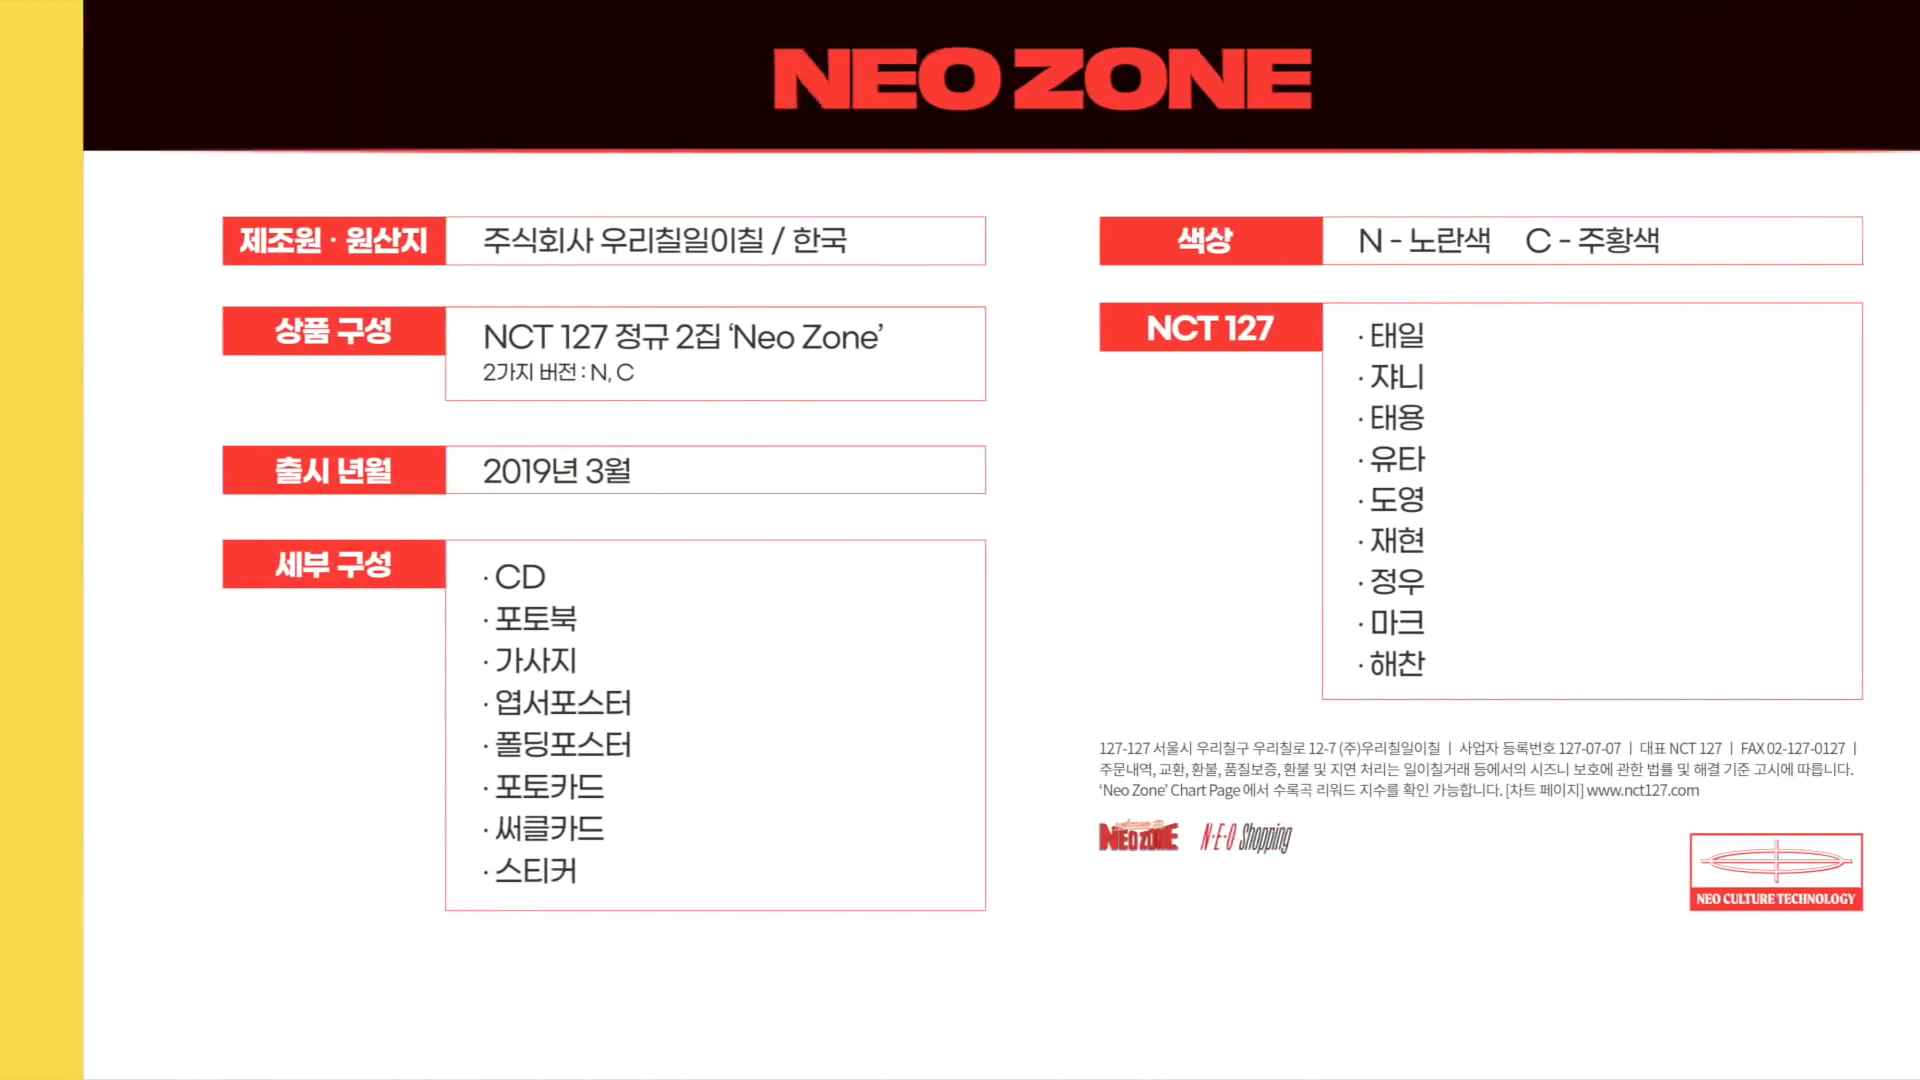 NEO ZONE
제조원 · 원산지
주식회사 우리칠일이칠 / 한국
상품 구성
NCT 127 정규 2집 ‘Neo Zone’
2가지 버전 : N, C
출시 년월
2019년 3월
세부 구성
· CD
· 포토북
· 가사지
· 엽서포스터
· 폴딩포스터
· 포토카드
· 써클카드
· 스티커
색상
N - 노란색 C - 주황색
NCT 127
· 태일
· 쟈니
· 태용
· 유타
· 도영
· 재현
· 정우
· 마크
· 해찬
127-127 서울시 우리칠구 우리칠로 12-7 (주)우리칠일이칠 ㅣ 사업자 등록번호 127-07-07 ㅣ 대표 NCT 127 ㅣ FAX 02-127-0127 ㅣ
주문내역, 교환, 환불, 품질보증, 환불 및 지연 처리는 일이칠거래 등에서의 시즈니 보호에 관한 법률 및 해결 기준 고시에 따릅니다.
‘Neo Zone’ Chart Page 에서 수록곡 리워드 지수를 확인 가능합니다. [차트 페이지] www.nct127.com
NEO ZONE
N·E·O Shopping
NEO CULTURE TECHNOLOGY